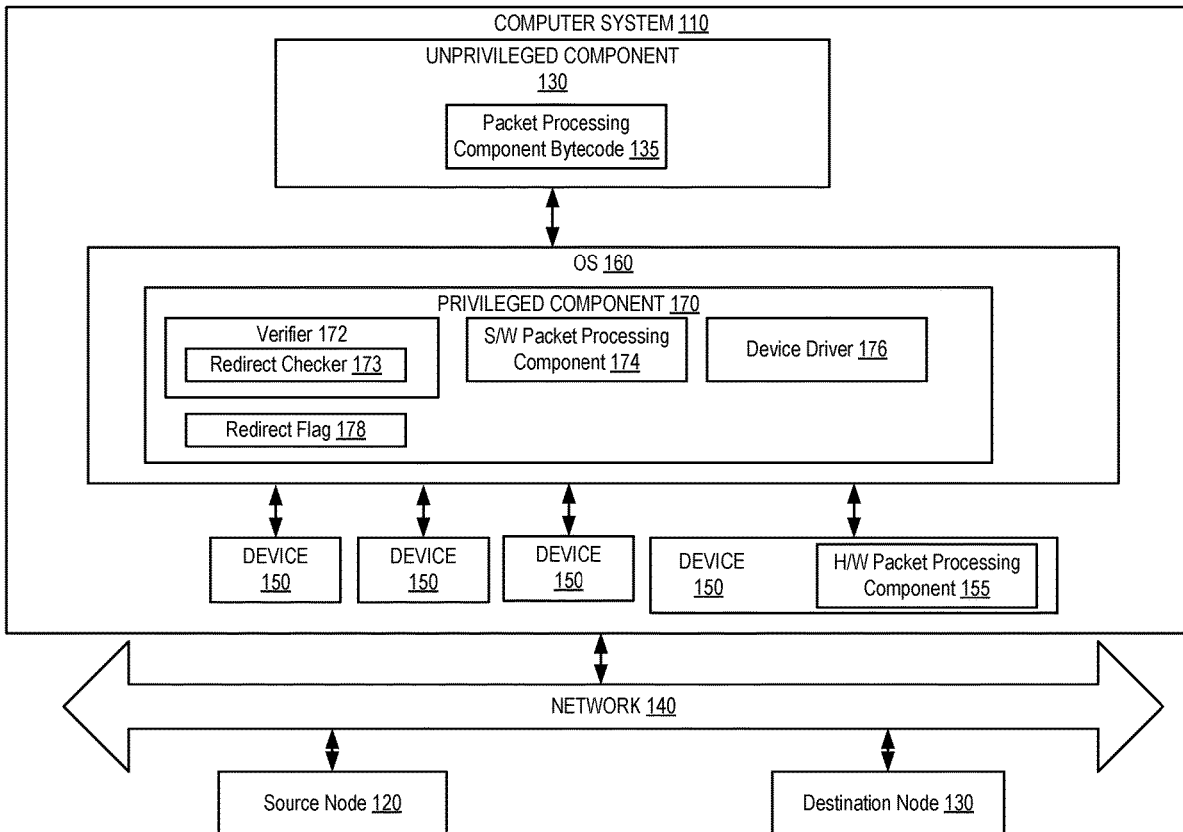 COMPUTER SYSTEM 110
UNPRIVILEGED COMPONENT
130
Packet Processing
Component Bytecode 135
OS 160
PRIVILEGED COMPONENT 170
Verifier 172
Redirect Checker 173
S/W Packet Processing
Component 174
Device Driver 176
Redirect Flag 178
DEVICE
150
DEVICE
150
DEVICE
150
DEVICE
150
H/W Packet Processing
Component 155
NETWORK 140
Source Node 120
Destination Node 130